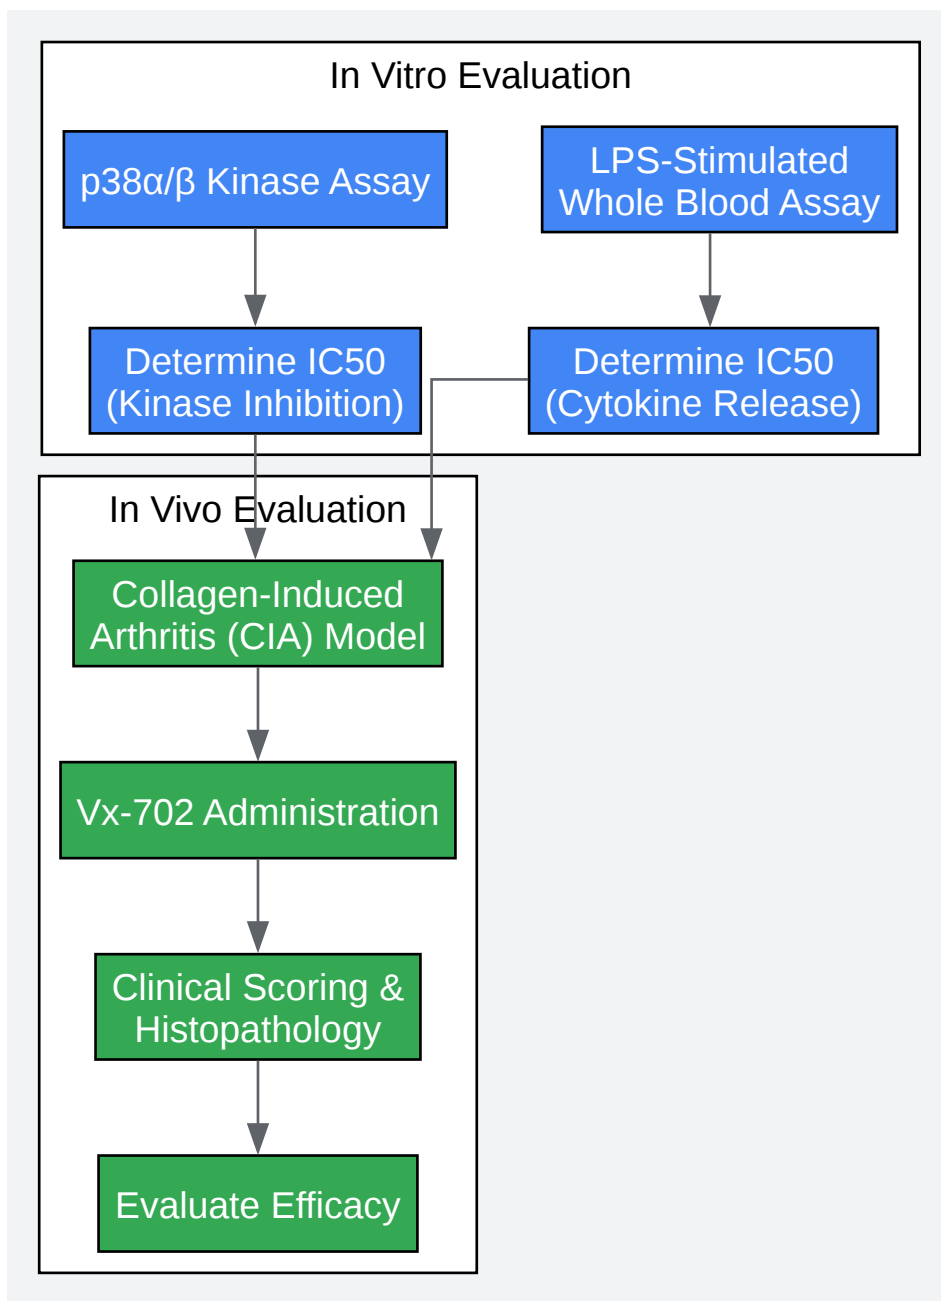 In Vitro Evaluation
p38α/β Kinase Assay
LPS-Stimulated
Whole Blood Assay
Determine IC50
(Kinase Inhibition)
Determine IC50
(Cytokine Release)
In Vivo Evaluation
Collagen-Induced
Arthritis (CIA) Model
Vx-702 Administration
Clinical Scoring &
Histopathology
Evaluate Efficacy